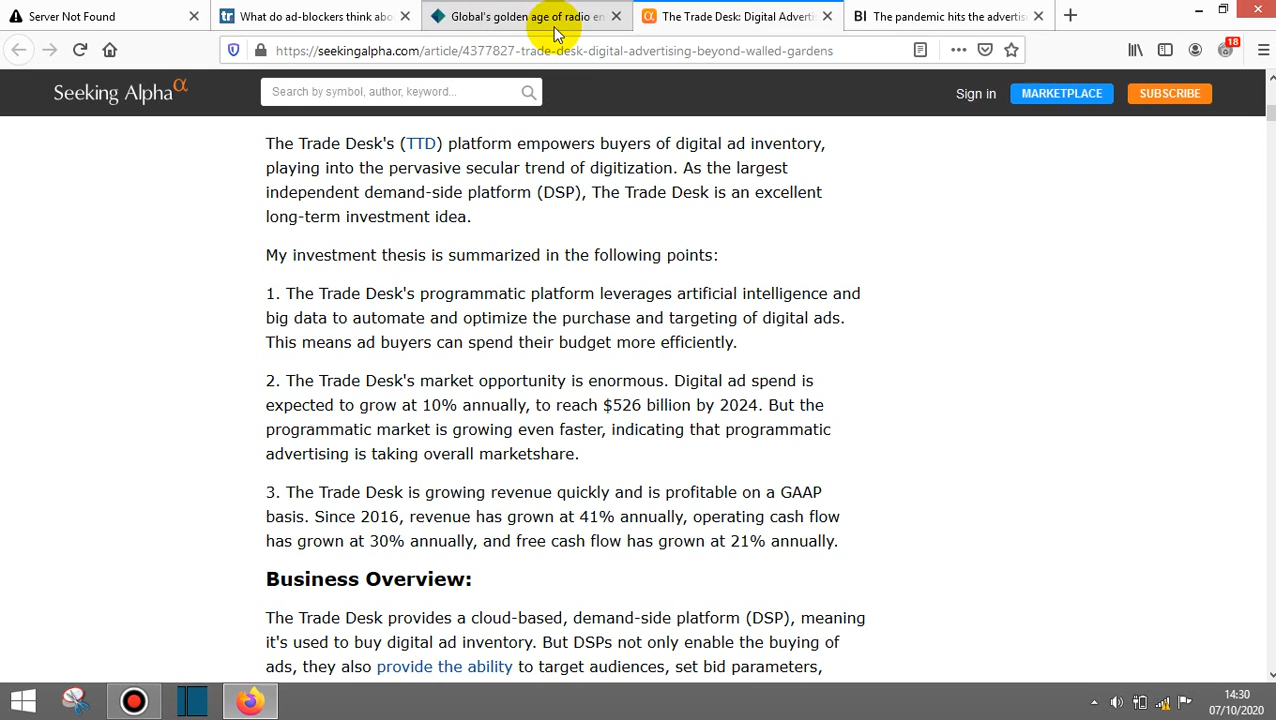 Server Not Found
What do ad-blockers think abo
Global's golden age of radio en
The Trade Desk: Digital Adverti
BI The pandemic hits the advertis
https://seekingalpha.com/article/4377827-trade-desk-digital-advertising-beyond-walled-gardens
18
Seeking Alpha α
Search by symbol, author, keyword...
Sign in
MARKETPLACE
SUBSCRIBE
The Trade Desk's (TTD) platform empowers buyers of digital ad inventory,
playing into the pervasive secular trend of digitization. As the largest
independent demand-side platform (DSP), The Trade Desk is an excellent
long-term investment idea.
My investment thesis is summarized in the following points:
1. The Trade Desk's programmatic platform leverages artificial intelligence and
big data to automate and optimize the purchase and targeting of digital ads.
This means ad buyers can spend their budget more efficiently.
2. The Trade Desk's market opportunity is enormous. Digital ad spend is
expected to grow at 10% annually, to reach $526 billion by 2024. But the
programmatic market is growing even faster, indicating that programmatic
advertising is taking overall marketshare.
3. The Trade Desk is growing revenue quickly and is profitable on a GAAP
basis. Since 2016, revenue has grown at 41% annually, operating cash flow
has grown at 30% annually, and free cash flow has grown at 21% annually.
Business Overview:
The Trade Desk provides a cloud-based, demand-side platform (DSP), meaning
it's used to buy digital ad inventory. But DSPs not only enable the buying of
ads, they also provide the ability to target audiences, set bid parameters,
14:30
07/10/2020